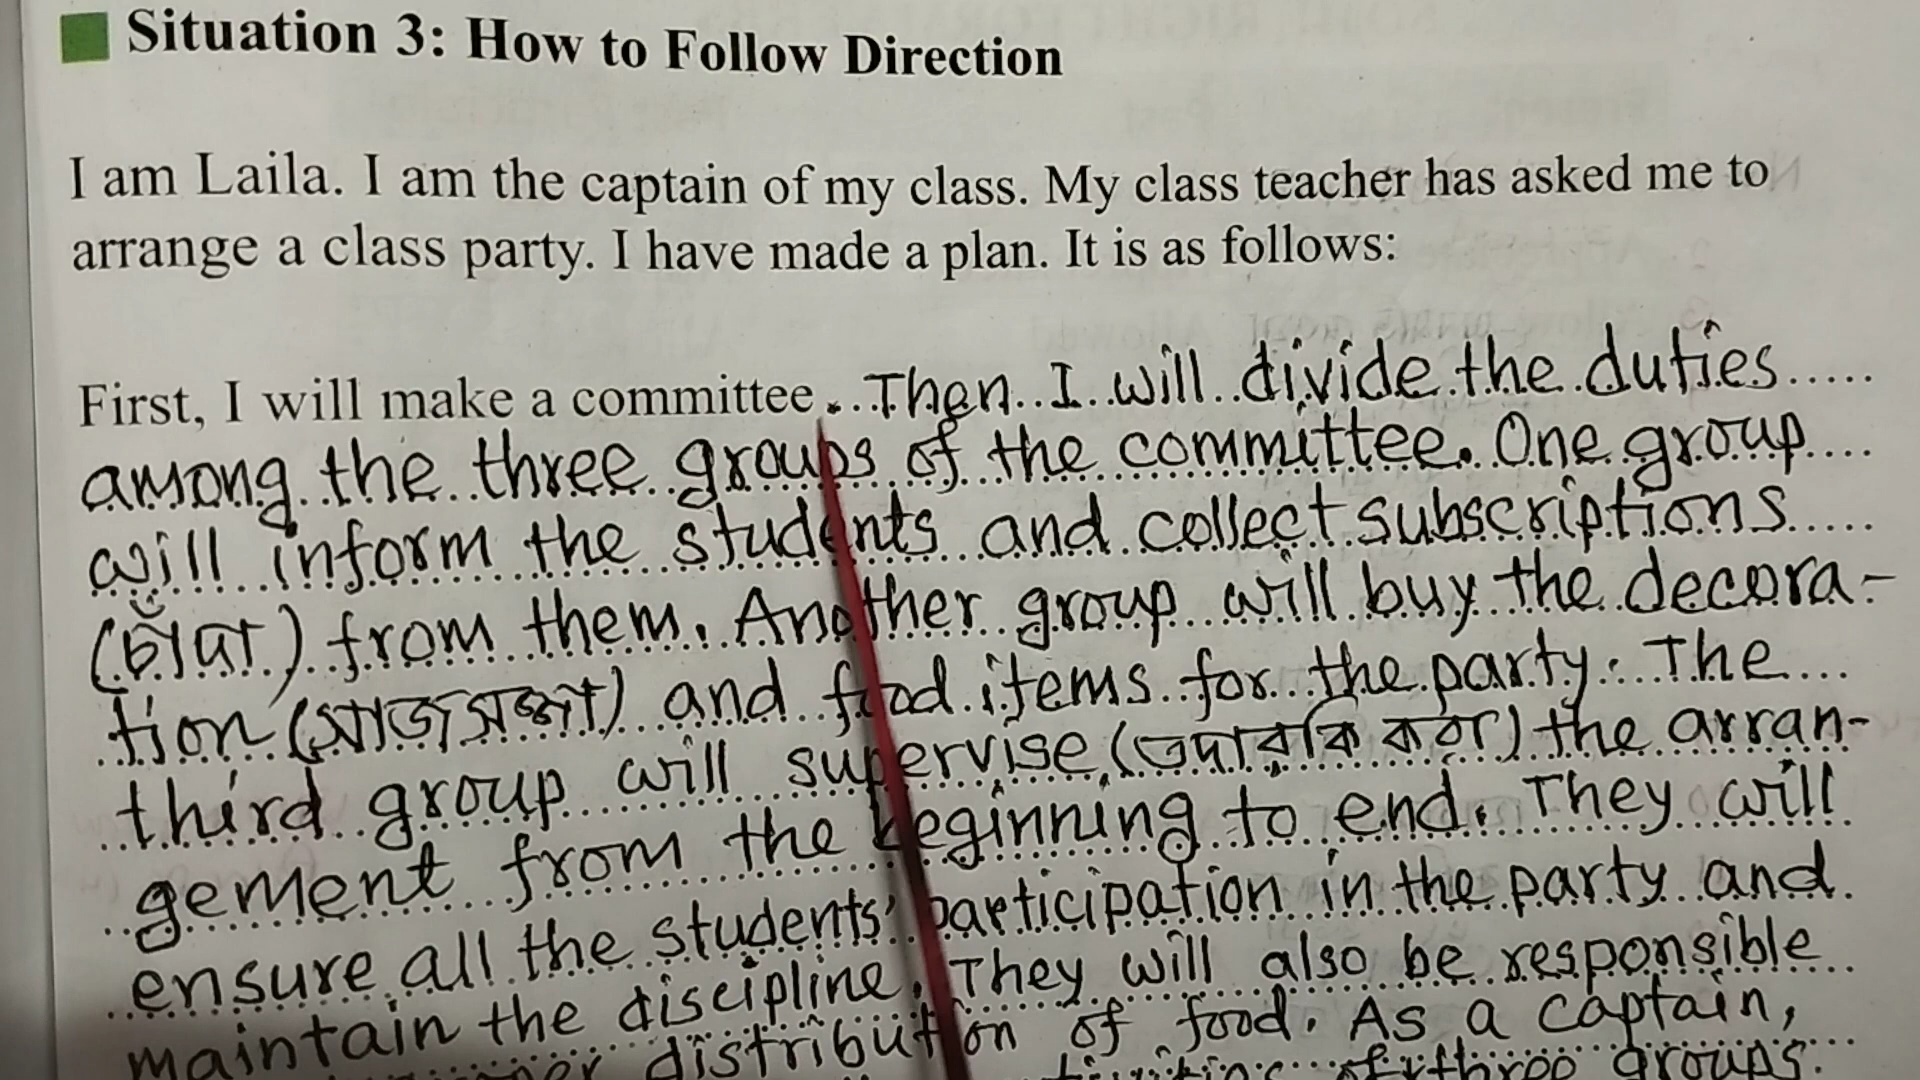 Situation 3: How to Follow Direction
I am Laila. I am the captain of my class. My class teacher has asked me to
arrange a class party. I have made a plan. It is as follows:
First, I will make a committee. Then I will divide the duties
among the three groups of the committee. One group
will inform the students and collect subscriptions
(চাঁদা) from them. Another group will buy the decora-
tion (সাজসজ্জা) and food items for the party. The
third group will supervise (তদারকি করা) the arran-
gement from the beginning to end. They will
ensure all the students' participation in the party and
maintain the discipline. They will also be responsible
distribution of food. As a captain,
three groups.